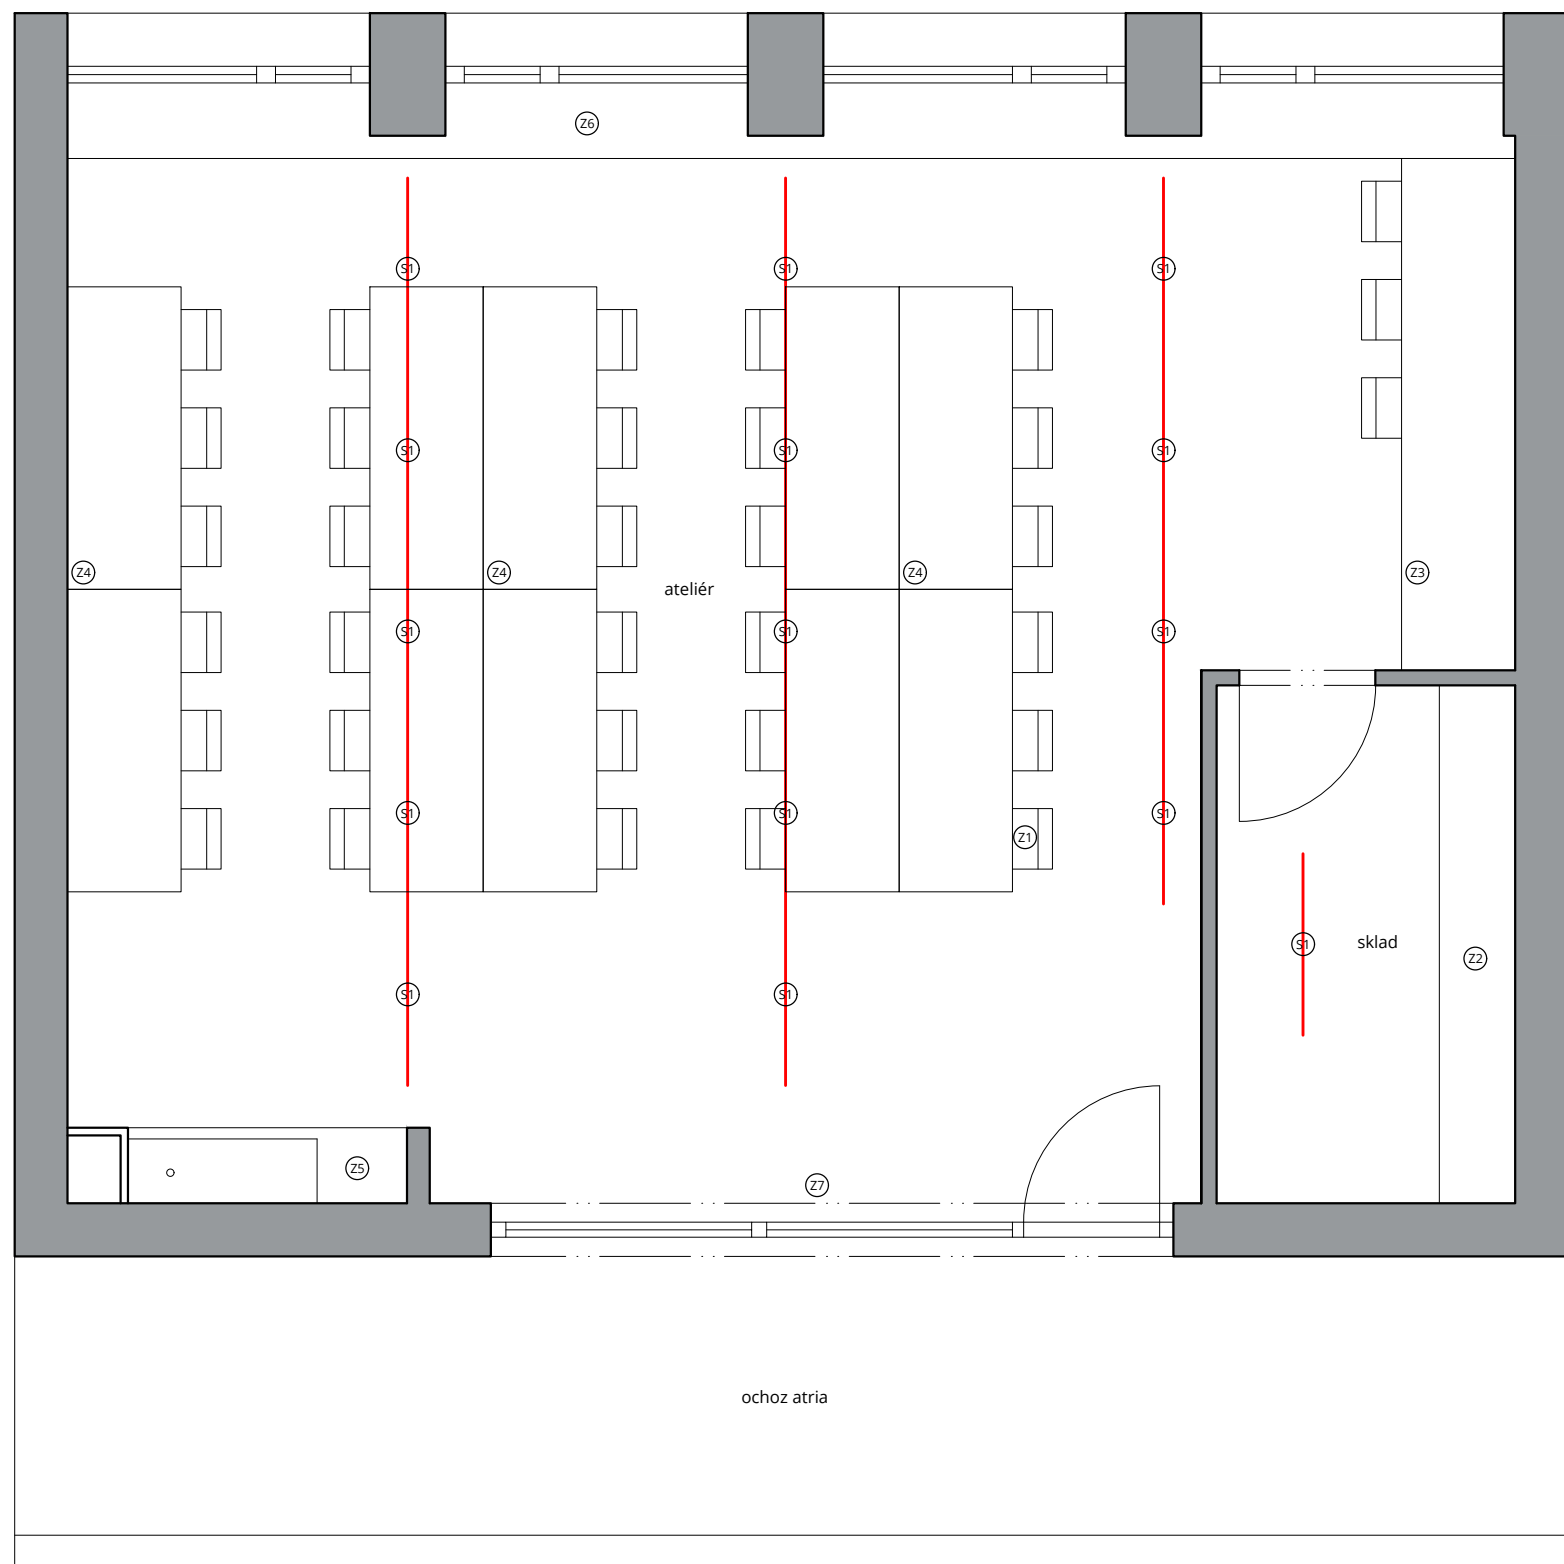 Z6
S1 S1 S1
S1 S1 S1
Z4 Z4 Z4 Z3
ateliér
S1 S1 S1
S1 S1 S1
Z1
sklad
S1
Z2
S1 S1
Z5
Z7
ochoz atria